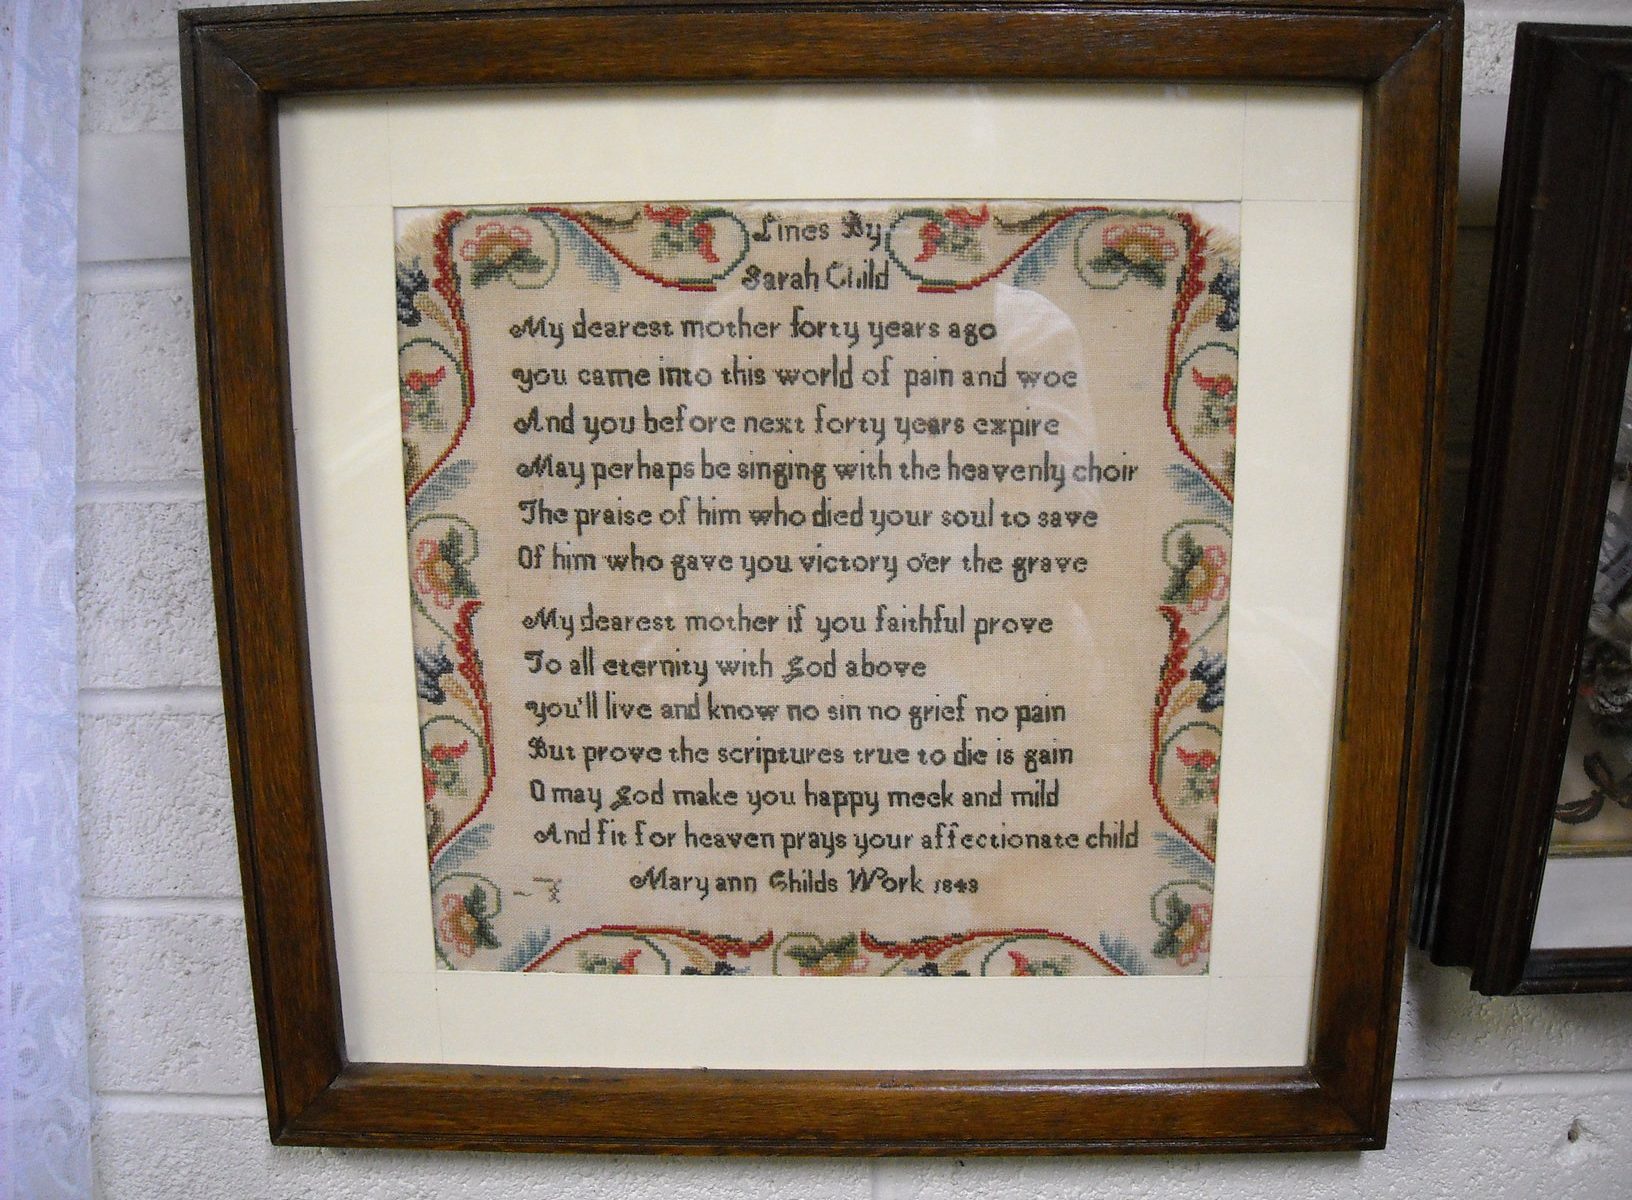 Lines By
Sarah Child
My dearest mother forty years ago
you came into this world of pain and woe
And you before next forty years expire
May perhaps be singing with the heavenly choir
The praise of him who died your soul to save
Of him who gave you victory o'er the grave
My dearest mother if you faithful prove
To all eternity with God above
you'll live and know no sin no grief no pain
But prove the scriptures true to die is gain
O may God make you happy meek and mild
And fit for heaven prays your affectionate child
Mary ann Childs Work 1843